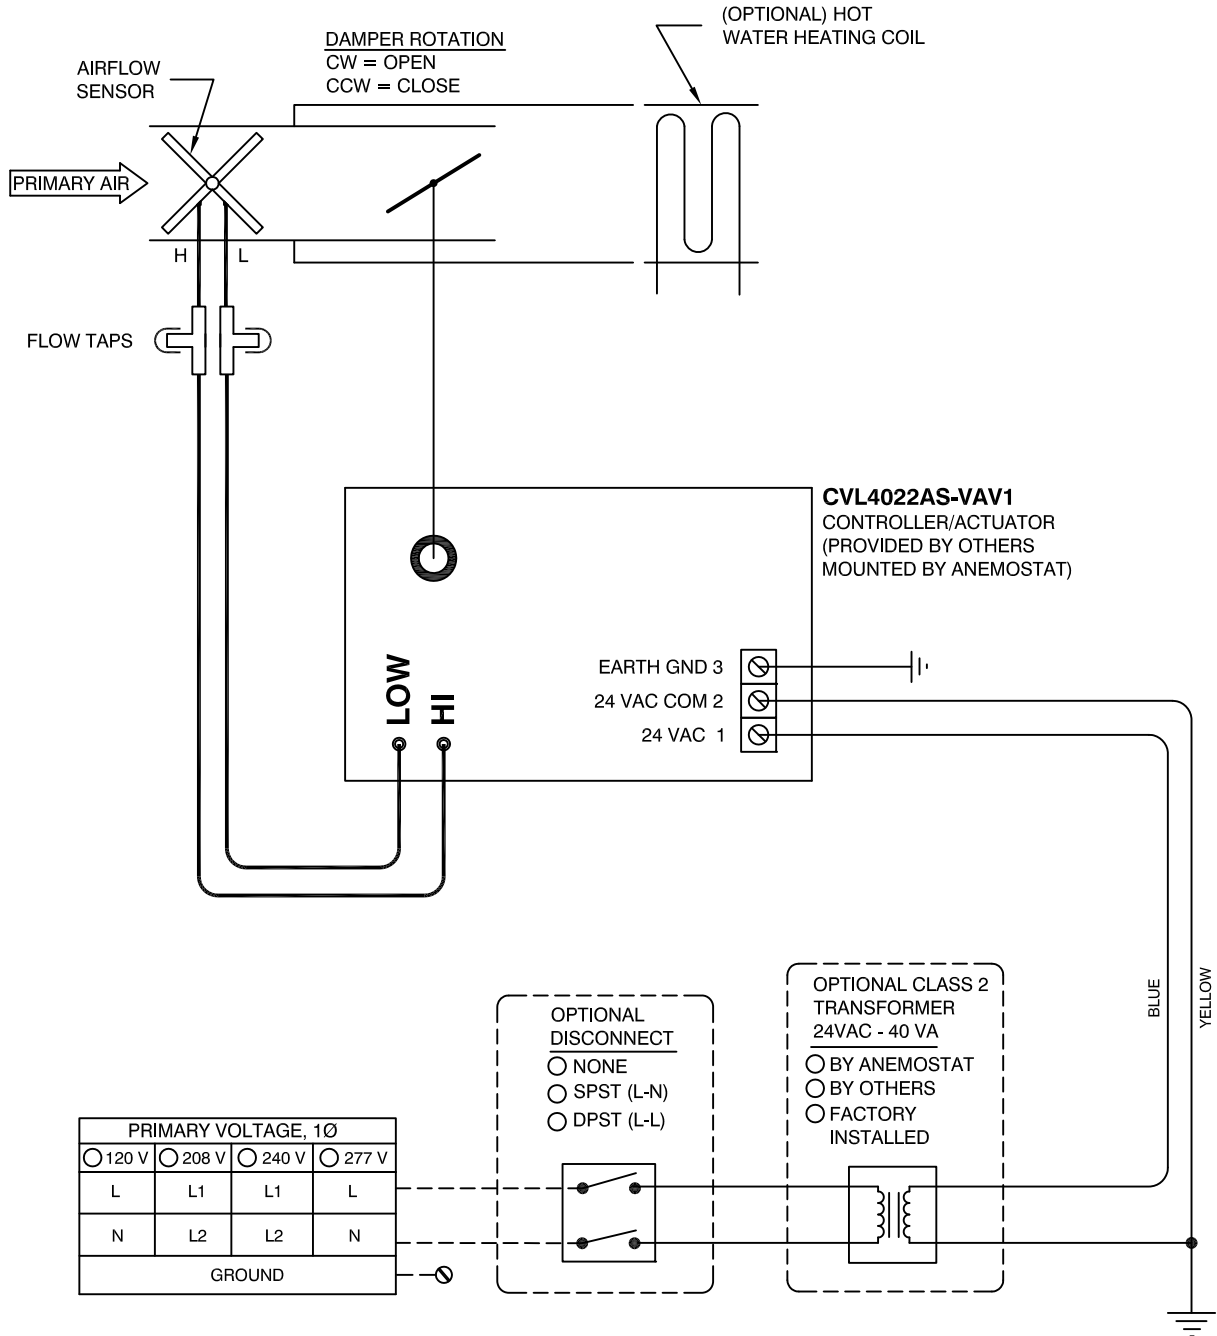 (OPTIONAL) HOT
WATER HEATING COIL
DAMPER ROTATION
CW = OPEN
CCW = CLOSE
AIRFLOW
SENSOR
PRIMARY AIR
H
L
FLOW TAPS
CVL4022AS-VAV1
CONTROLLER/ACTUATOR
(PROVIDED BY OTHERS
MOUNTED BY ANEMOSTAT)
EARTH GND 3
24 VAC COM 2
24 VAC 1
LOW
HI
BLUE
YELLOW
OPTIONAL CLASS 2
TRANSFORMER
24VAC - 40 VA
BY ANEMOSTAT
BY OTHERS
FACTORY
INSTALLED
OPTIONAL
DISCONNECT
NONE
SPST (L-N)
DPST (L-L)
PRIMARY VOLTAGE, 1Ø
120 V 208 V 240 V 277 V
L L1 L1 L
N L2 L2 N
GROUND